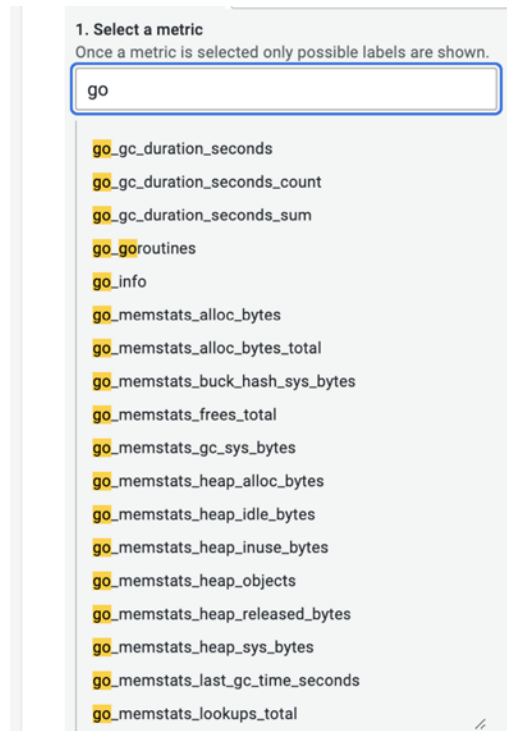 1. Select a metric
Once a metric is selected only possible labels are shown.
go
go_gc_duration_seconds
go_gc_duration_seconds_count
go_gc_duration_seconds_sum
go_goroutines
go_info
go_memstats_alloc_bytes
go_memstats_alloc_bytes_total
go_memstats_buck_hash_sys_bytes
go_memstats_frees_total
go_memstats_gc_sys_bytes
go_memstats_heap_alloc_bytes
go_memstats_heap_idle_bytes
go_memstats_heap_inuse_bytes
go_memstats_heap_objects
go_memstats_heap_released_bytes
go_memstats_heap_sys_bytes
go_memstats_last_gc_time_seconds
go_memstats_lookups_total